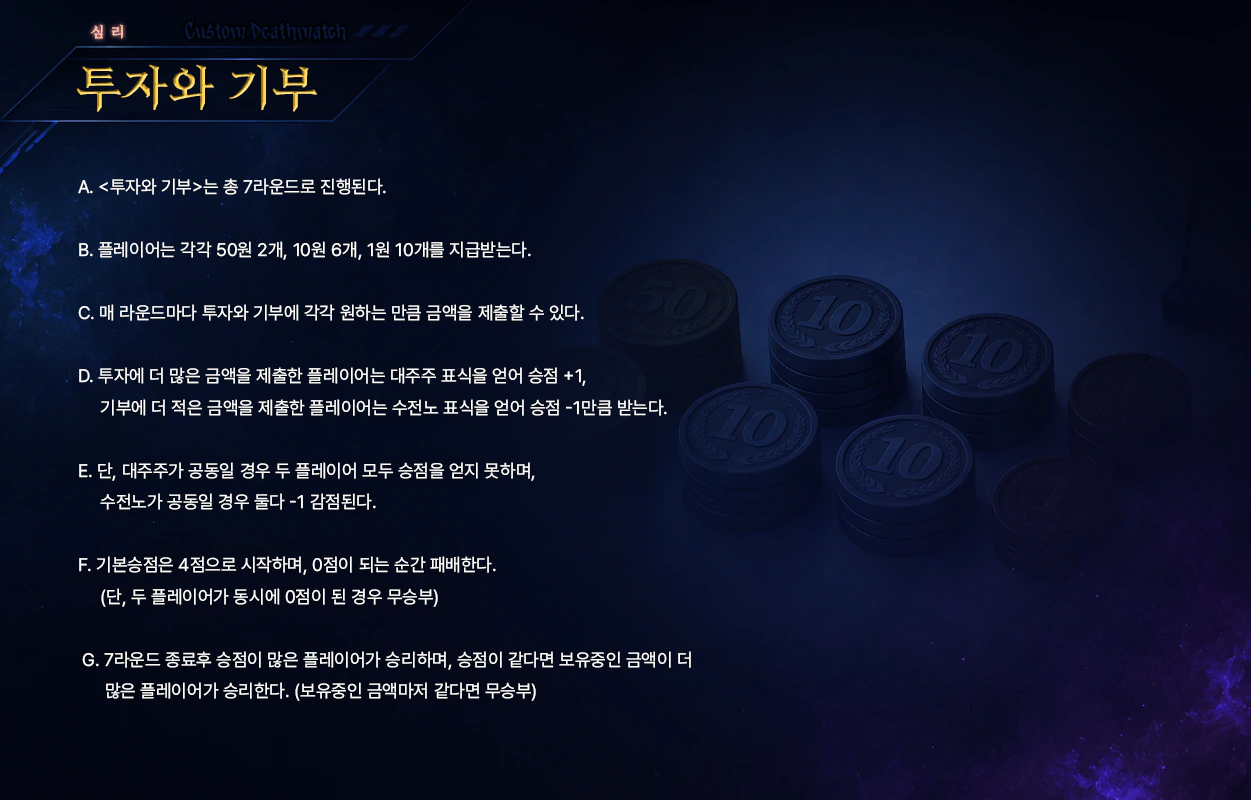 심 리
Custom Deathmatch
투자와 기부
A. <투자와 기부>는 총 7라운드로 진행된다.
B. 플레이어는 각각 50원 2개, 10원 6개, 1원 10개를 지급받는다.
C. 매 라운드마다 투자와 기부에 각각 원하는 만큼 금액을 제출할 수 있다.
D. 투자에 더 많은 금액을 제출한 플레이어는 대주주 표식을 얻어 승점 +1,
기부에 더 적은 금액을 제출한 플레이어는 수전노 표식을 얻어 승점 -1만큼 받는다.
E. 단, 대주주가 공동일 경우 두 플레이어 모두 승점을 얻지 못하며,
수전노가 공동일 경우 둘다 -1 감점된다.
F. 기본승점은 4점으로 시작하며, 0점이 되는 순간 패배한다.
(단, 두 플레이어가 동시에 0점이 된 경우 무승부)
G. 7라운드 종료후 승점이 많은 플레이어가 승리하며, 승점이 같다면 보유중인 금액이 더
많은 플레이어가 승리한다. (보유중인 금액마저 같다면 무승부)
50
10
10
10
10
1